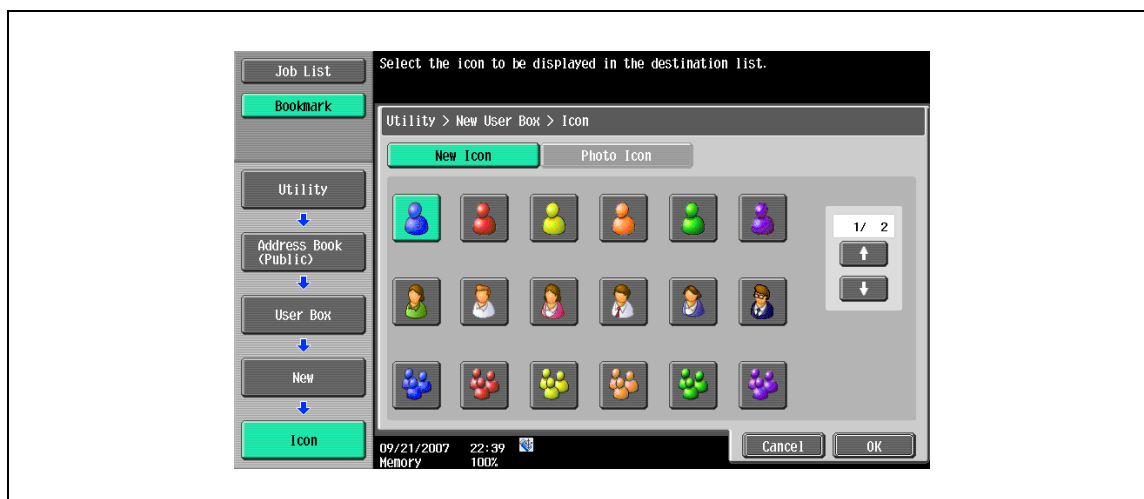 Job List
Bookmark
Utility
Address Book
(Public)
User Box
New
Icon
Select the icon to be displayed in the destination list.
Utility > New User Box > Icon
New Icon
Photo Icon
1/ 2
Cancel
OK
09/21/2007 22:39
Memory 100%